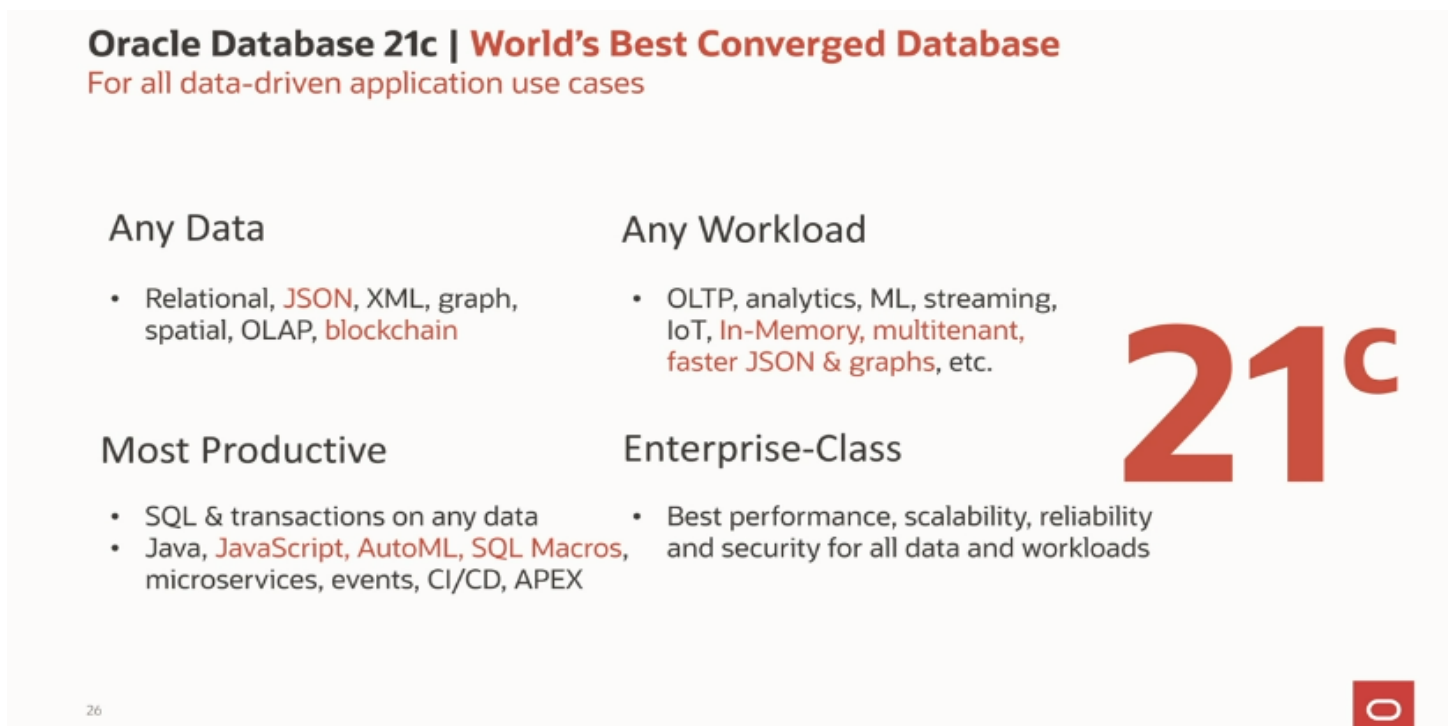 Oracle Database 21c | World's Best Converged Database
For all data-driven application use cases
Any Data
• Relational, JSON, XML, graph,
spatial, OLAP, blockchain
Any Workload
• OLTP, analytics, ML, streaming,
IoT, In-Memory, multitenant,
faster JSON & graphs, etc.
21c
Most Productive
• SQL & transactions on any data
• Java, JavaScript, AutoML, SQL Macros,
microservices, events, CI/CD, APEX
Enterprise-Class
• Best performance, scalability, reliability
and security for all data and workloads
26